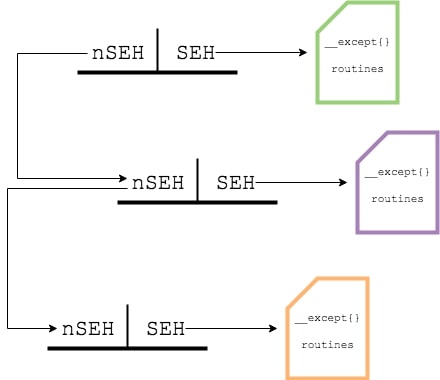 nSEH SEH
__except{}
routines
nSEH SEH
__except{}
routines
nSEH SEH
__except{}
routines